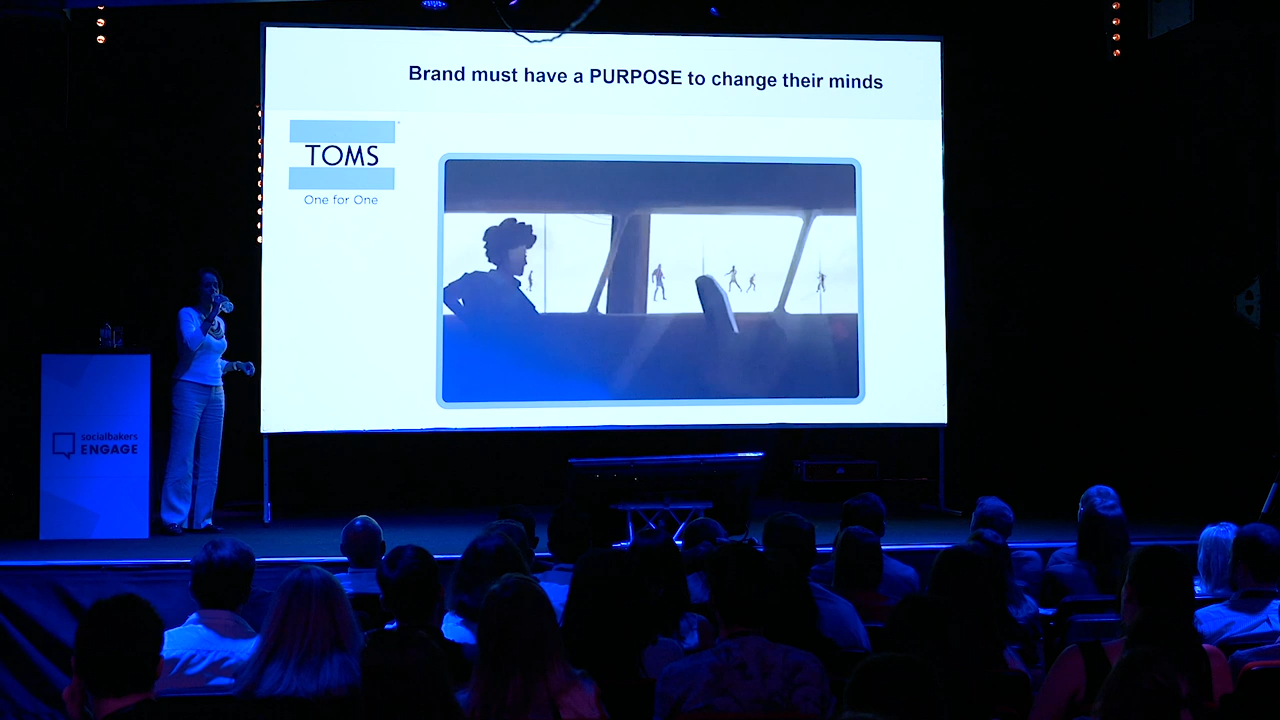 Brand must have a PURPOSE to change their minds
TOMS
One for One
socialbakers
ENGAGE